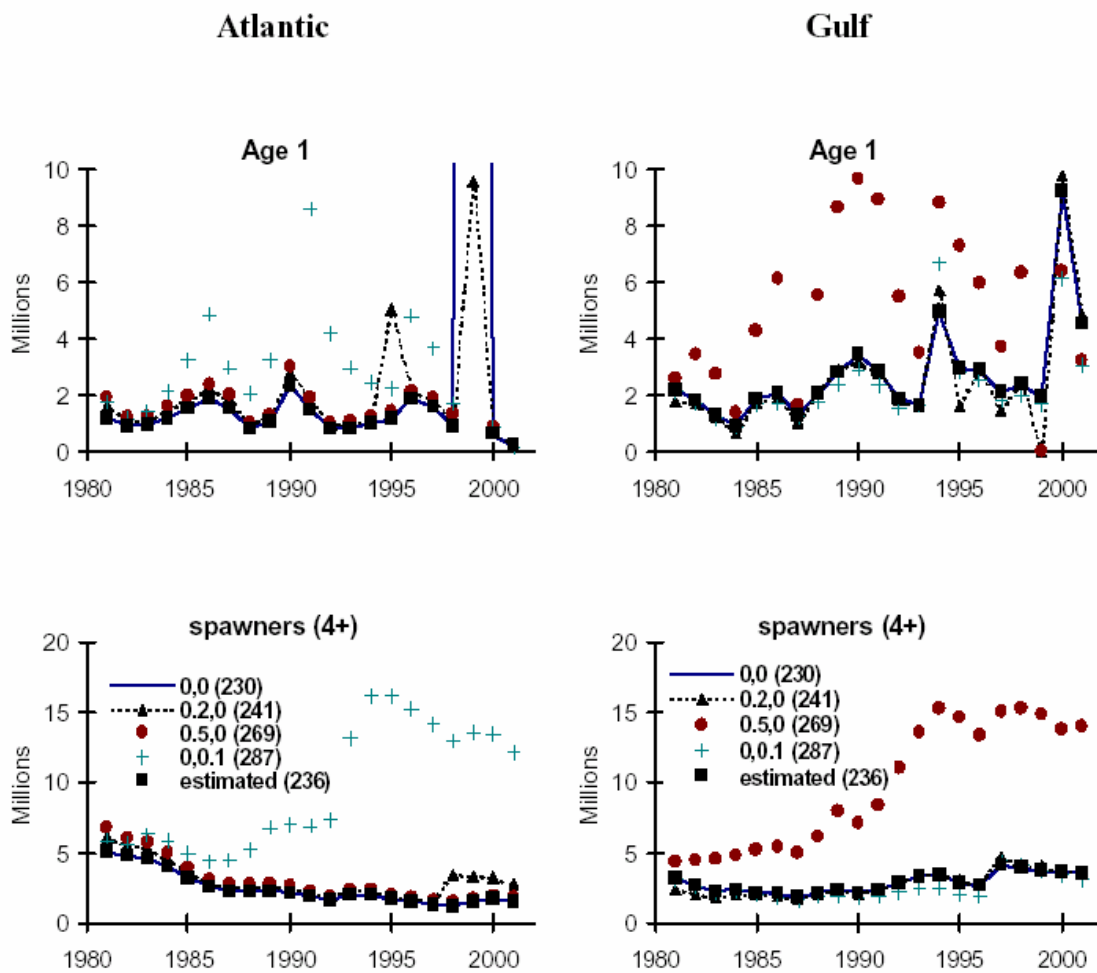 Atlantic
Gulf
Age 1
10
8
6
4
2
0
Millions
1980 1985 1990 1995 2000
Age 1
10
8
6
4
2
0
Millions
1980 1985 1990 1995 2000
spawners (4+)
20
15
10
5
0
Millions
0,0 (230)
0.2,0 (241)
0.5,0 (269)
0,0.1 (287)
estimated (236)
1980 1985 1990 1995 2000
spawners (4+)
20
15
10
5
0
Millions
0,0 (230)
0.2,0 (241)
0.5,0 (269)
0,0.1 (287)
estimated (236)
1980 1985 1990 1995 2000